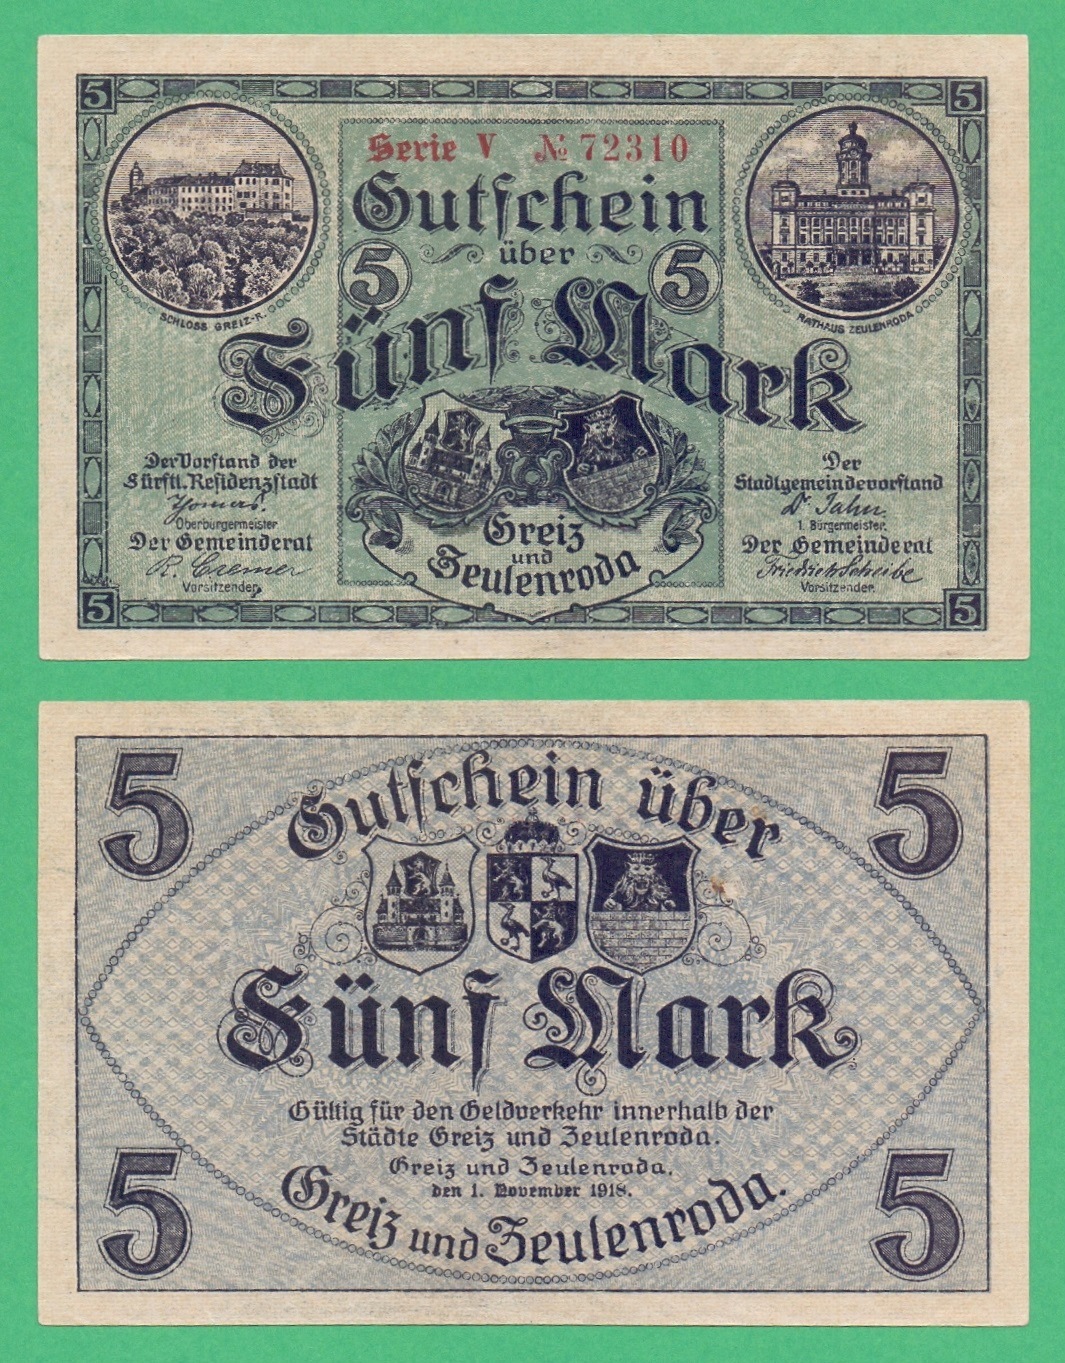 5
5
Serie V № 72310
Gutschein
über
5
5
Fünf Mark
SCHLOSS GREIZ-R.
RATHAUS ZEULENRODA
Der Vorstand der
Fürstl. Residenzstadt
Oberbürgermeister
Der Gemeinderat
R. Cremer
Vorsitzender.
Greiz
und
Zeulenroda
Der
Stadtgemeindevorstand
Dr. Jahn
1. Bürgermeister.
Der Gemeinderat
Friedrich Scheibe
Vorsitzender.
5
5
5
5
Gutschein über
Fünf Mark
Gültig für den Geldverkehr innerhalb der
Städte Greiz und Zeulenroda.
Greiz und Zeulenroda,
den 1. November 1918.
Greiz und Zeulenroda.
5
5